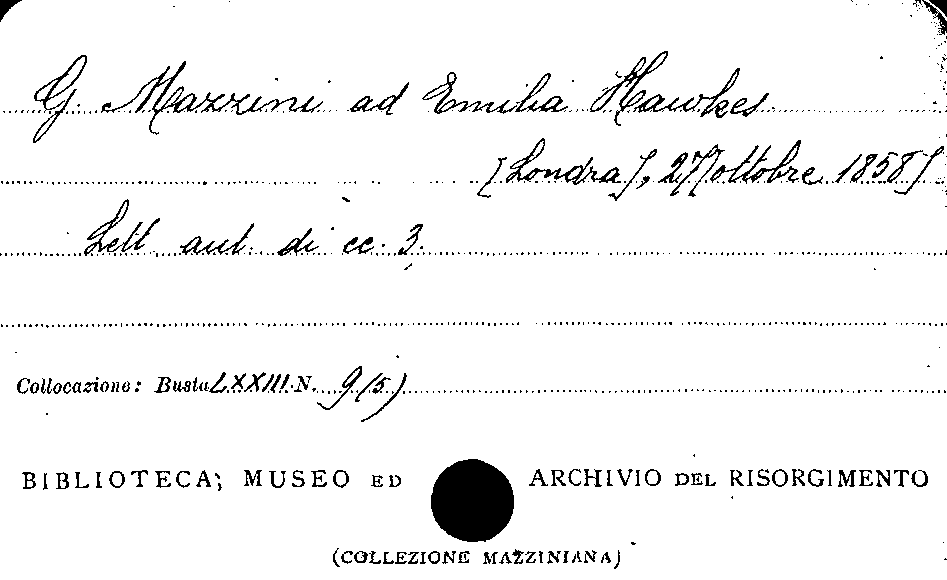 G. Mazzini ad Emilia Hawkes
[Londra], 27[ottobre 1858]
Lett. aut. di cc. 3.
Collocazione: Busta LXXIII N. 9(5)
BIBLIOTECA, MUSEO ED ARCHIVIO DEL RISORGIMENTO
(COLLEZIONE MAZZINIANA)